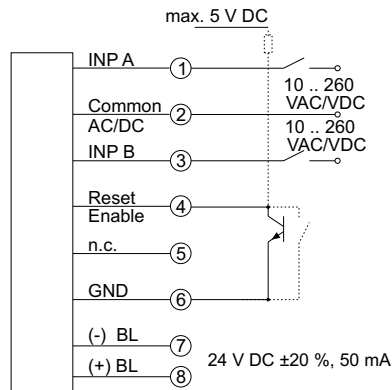 max. 5 V DC
INP A
1
10 .. 260
VAC/VDC
Common
AC/DC
2
10 .. 260
VAC/VDC
INP B
3
Reset
Enable
4
n.c.
5
GND
6
(-) BL
7
24 V DC ±20 %, 50 mA
(+) BL
8